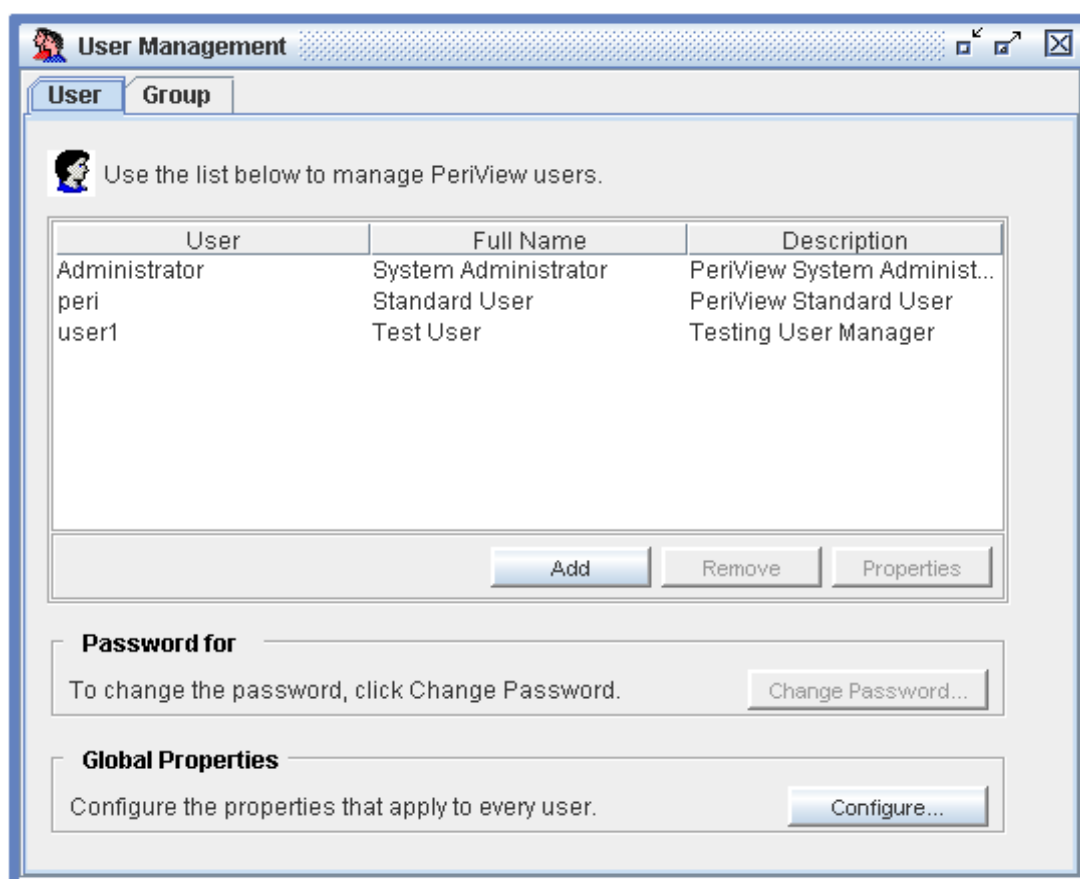 User Management
User Group
Use the list below to manage PeriView users.
User Full Name Description
Administrator System Administrator PeriView System Administ...
peri Standard User PeriView Standard User
user1 Test User Testing User Manager
Add Remove Properties
Password for
To change the password, click Change Password. Change Password...
Global Properties
Configure the properties that apply to every user. Configure...